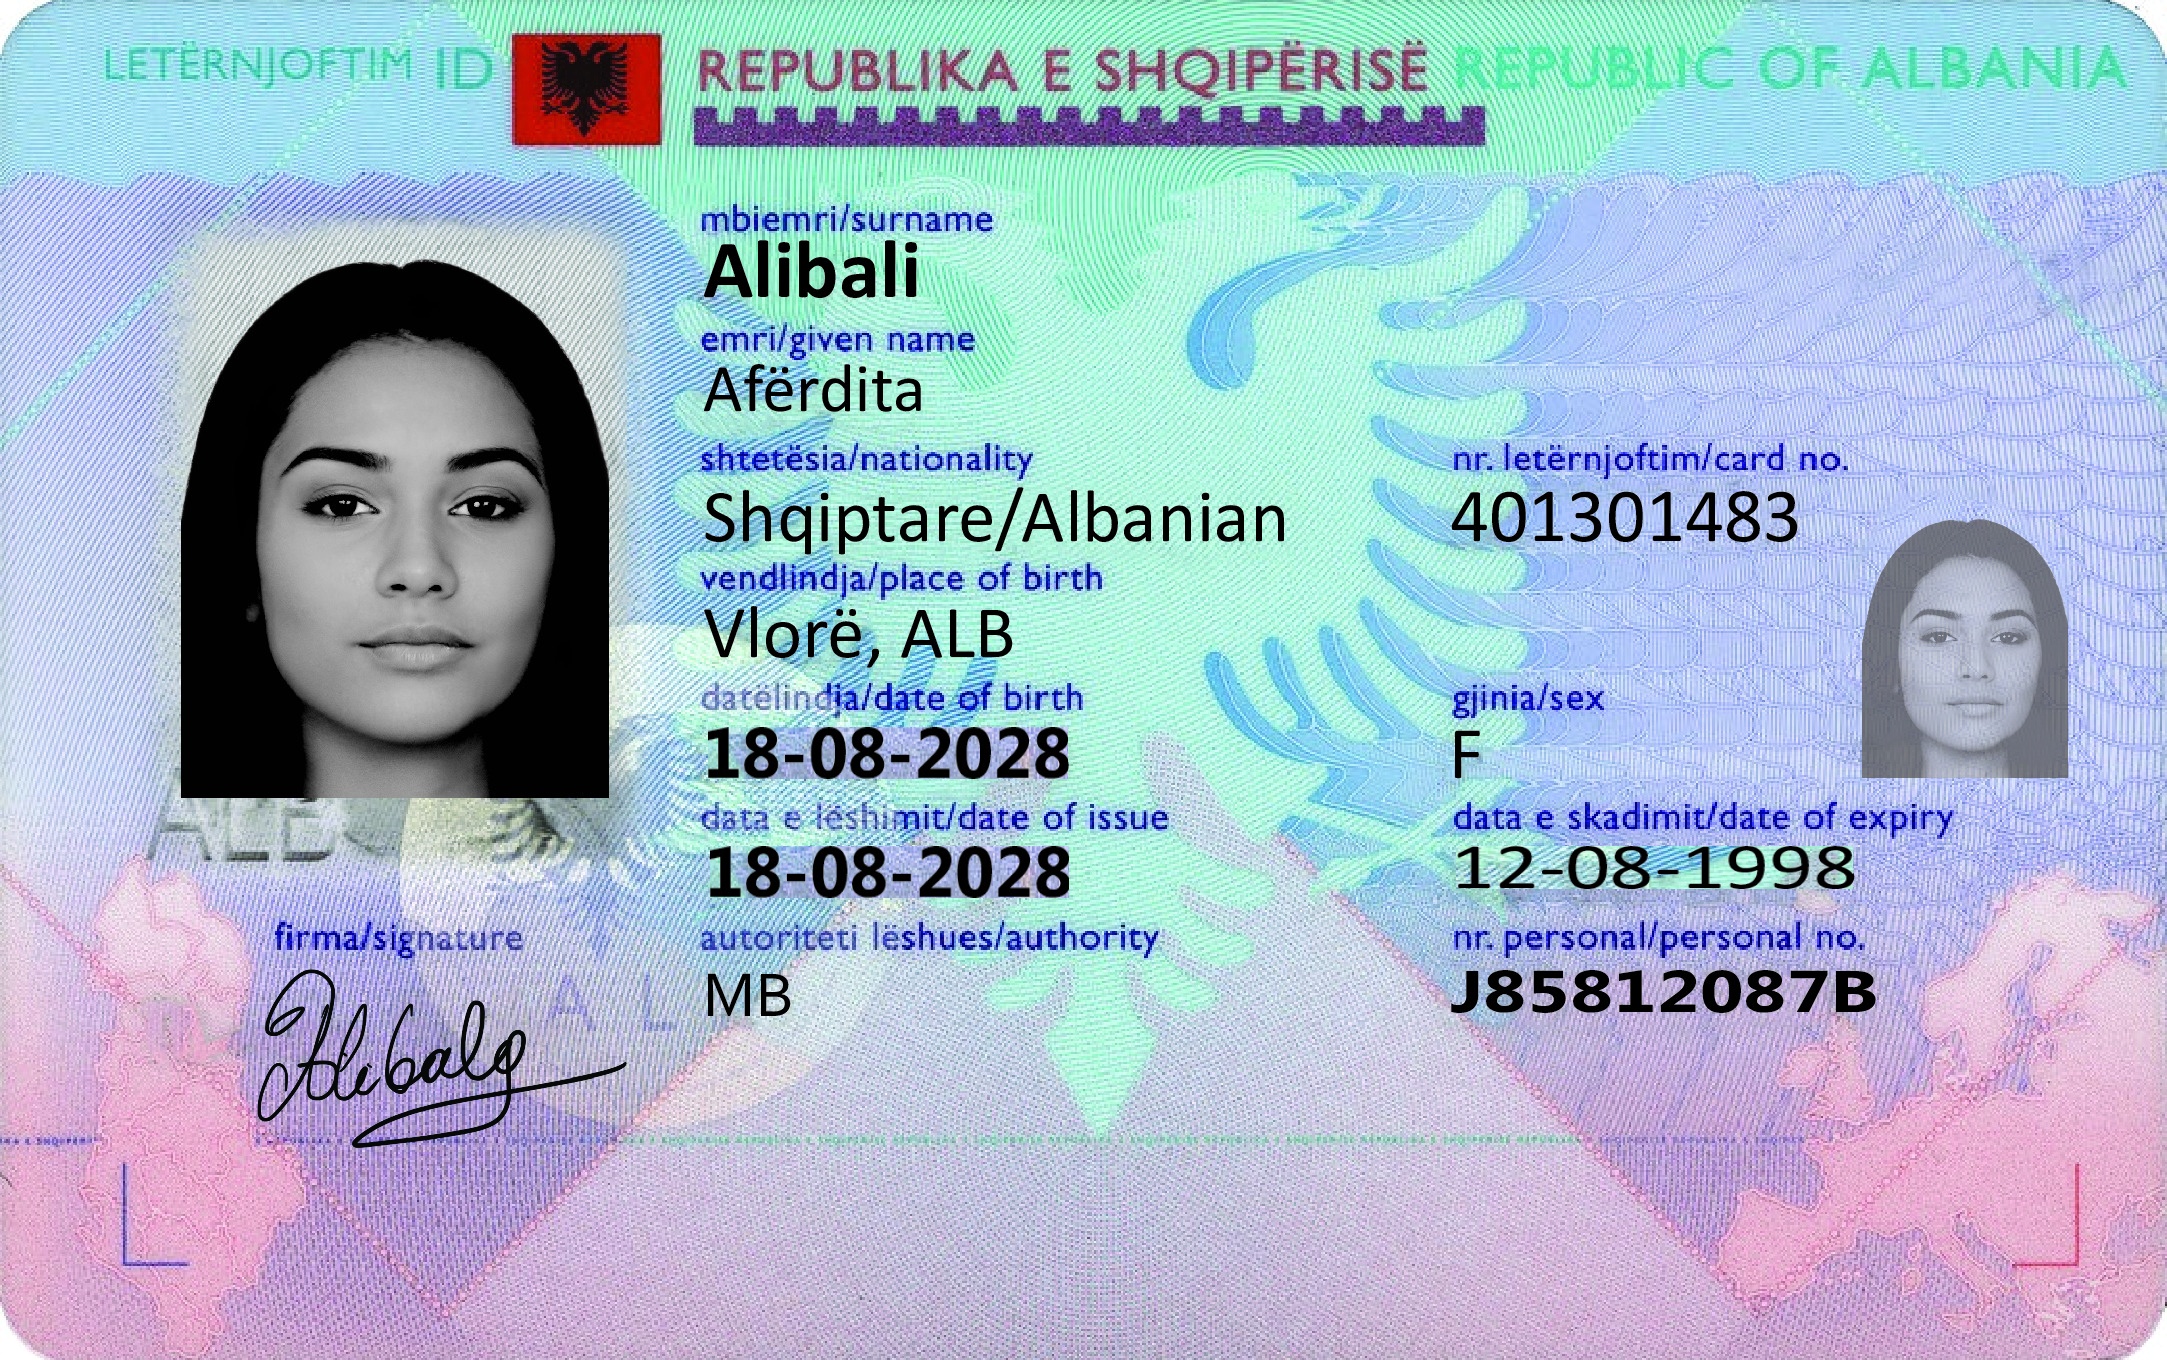 LETËRNJOFTIM ID REPUBLIKA E SHQIPËRISË REPUBLIC OF ALBANIA
mbiemri/surname
Alibali
emri/given name
Afërdita
shtetësia/nationality nr. letërnjoftim/card no.
Shqiptare/Albanian 401301483
vendlindja/place of birth
Vlorë, ALB
datëlindja/date of birth gjinia/sex
18-08-2028 F
data e lëshimit/date of issue data e skadimit/date of expiry
18-08-2028 12-08-1998
ALB
firma/signature autoriteti lëshues/authority nr. personal/personal no.
MB J85812087B
A L